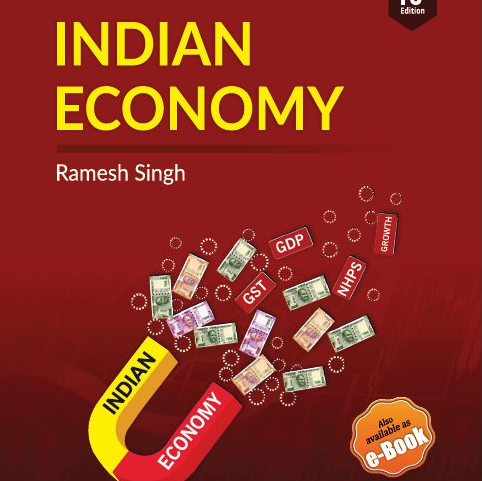 Edition
INDIAN
ECONOMY
Ramesh Singh
GROWTH
GDP
NHPS
GST
INDIAN
ECONOMY
Also
available as
e-Book